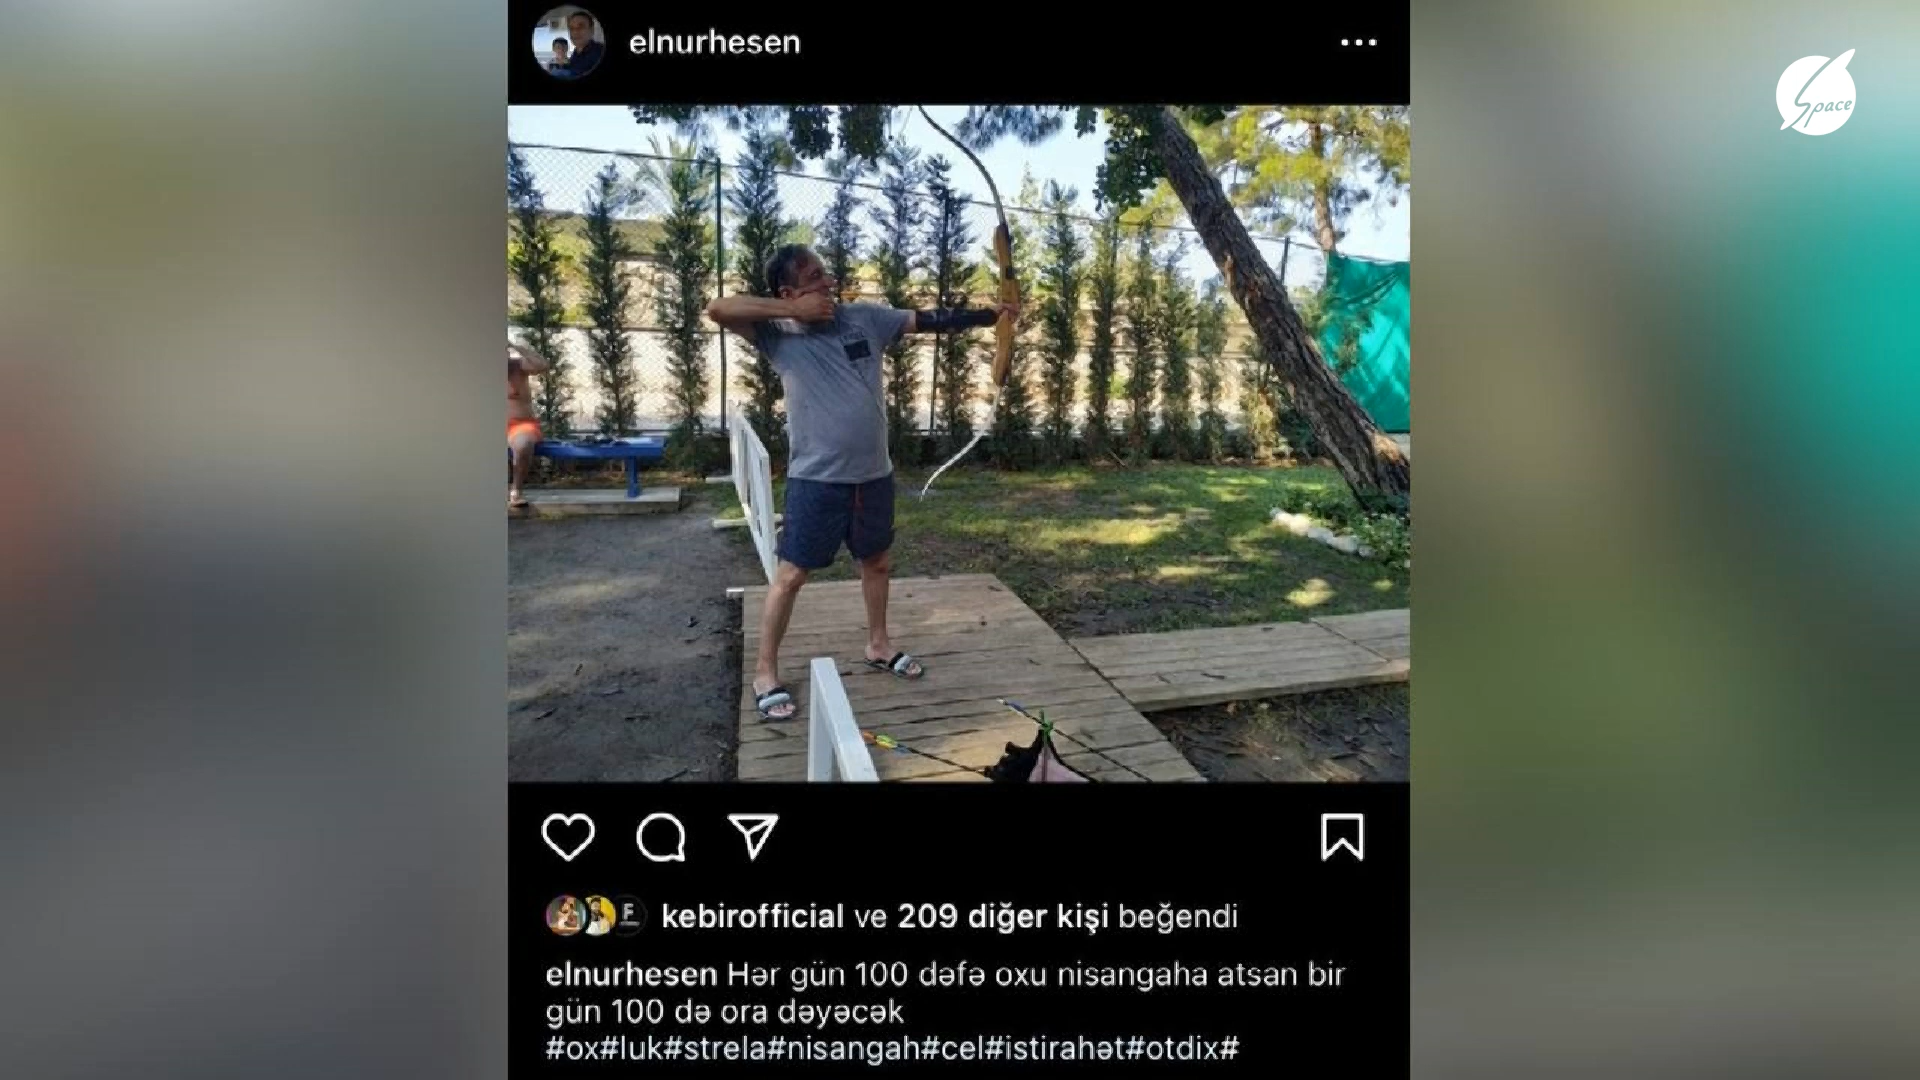 elnurhesen
Space
kebirofficial ve 209 diğer kişi beğendi
elnurhesen Hər gün 100 dəfə oxu nisangaha atsan bir
gün 100 də ora dəyəcək
#ox#luk#strela#nisangah#cel#istirahət#otdix#